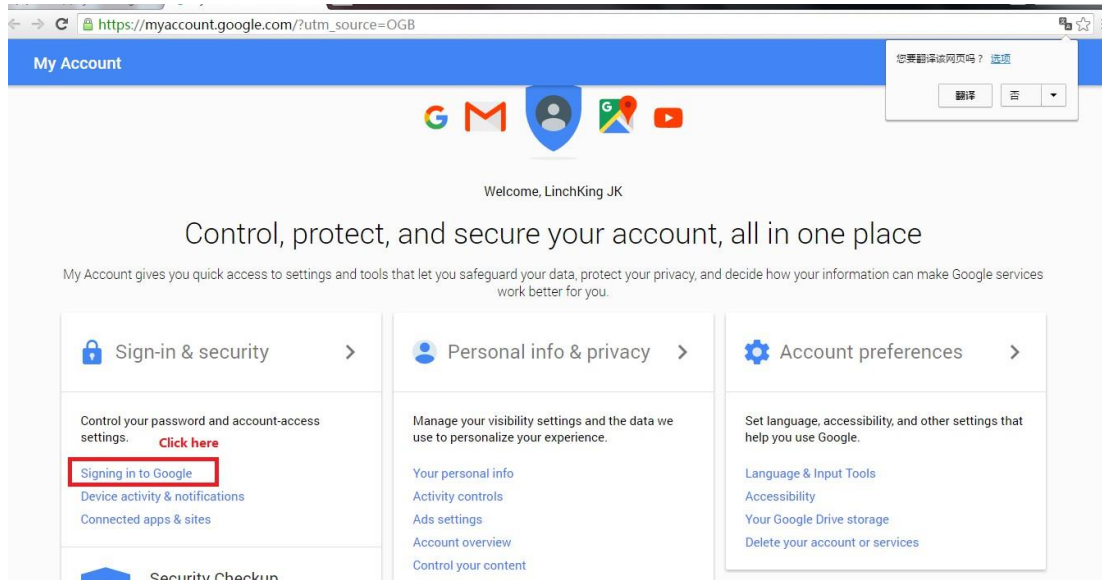 https://myaccount.google.com/?utm_source=OGB
My Account
您要翻译该网页吗？ 选项
翻译 否
G
Welcome, LinchKing JK
Control, protect, and secure your account, all in one place
My Account gives you quick access to settings and tools that let you safeguard your data, protect your privacy, and decide how your information can make Google services
work better for you.
Sign-in & security
Control your password and account-access
settings.
Click here
Signing in to Google
Device activity & notifications
Connected apps & sites
Security Checkup
Personal info & privacy
Manage your visibility settings and the data we
use to personalize your experience.
Your personal info
Activity controls
Ads settings
Account overview
Control your content
Account preferences
Set language, accessibility, and other settings that
help you use Google.
Language & Input Tools
Accessibility
Your Google Drive storage
Delete your account or services